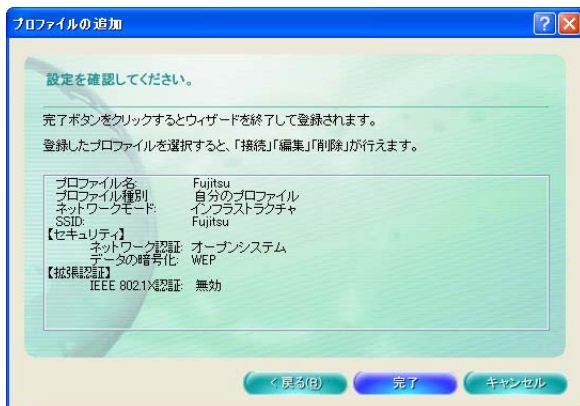 プロファイルの追加
設定を確認してください。
完了ボタンをクリックするとウィザードを終了して登録されます。
登録したプロファイルを選択すると、「接続」「編集」「削除」が行えます。
プロファイル名: Fujitsu
プロファイル種別 自分のプロファイル
ネットワークモード: インフラストラクチャ
SSID: Fujitsu
【セキュリティ】
ネットワーク認証: オープンシステム
データの暗号化: WEP
【拡張認証】
IEEE 802.1X認証: 無効
< 戻る(B) 完了 キャンセル